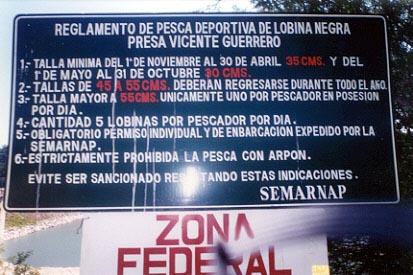 REGLAMENTO DE PESCA DEPORTIVA DE LOBINA NEGRA
PRESA VICENTE GUERRERO
1.- TALLA MINIMA DEL 1° NOVIEMBRE AL 30 DE ABRIL 35 CMS. Y DEL
1° DE MAYO AL 31 DE OCTUBRE 30 CMS.
2- TALLAS DE 45 A 55 CMS. DEBERAN REGRESARSE DURANTE TODO EL AÑO.
3- TALLA MAYOR A 55CMS. UNICAMENTE UNO POR PESCADOR EN POSESION
POR DIA.
4- CANTIDAD 5 LOBINAS POR PESCADOR POR DIA.
5.- OBLIGATORIO PERMISO INDIVIDUAL Y DE ENBARCACION EXPEDIDO POR LA
SEMARNAP.
6-ESTRICTAMENTE PROHIBIDA LA PESCA CON ARPON.
EVITE SER SANCIONADO RESPETANDO ESTAS INDICACIONES.
SEMARNAP
ZONA
FEDERAL